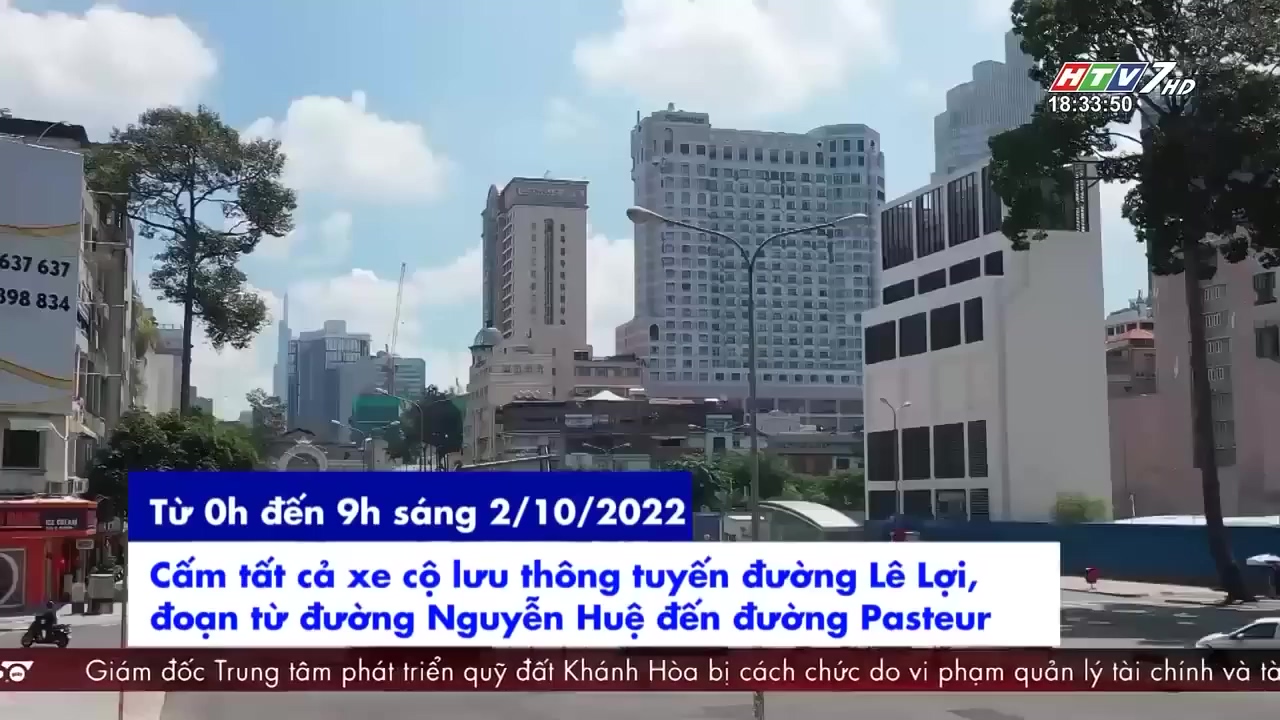 HTV7 HD
18:33:50
637 637
898 834
ICE CREAM
Từ 0h đến 9h sáng 2/10/2022
Cấm tất cả xe cộ lưu thông tuyến đường Lê Lợi,
đoạn từ đường Nguyễn Huệ đến đường Pasteur
Giám đốc Trung tâm phát triển quỹ đất Khánh Hòa bị cách chức do vi phạm quản lý tài chính và tà